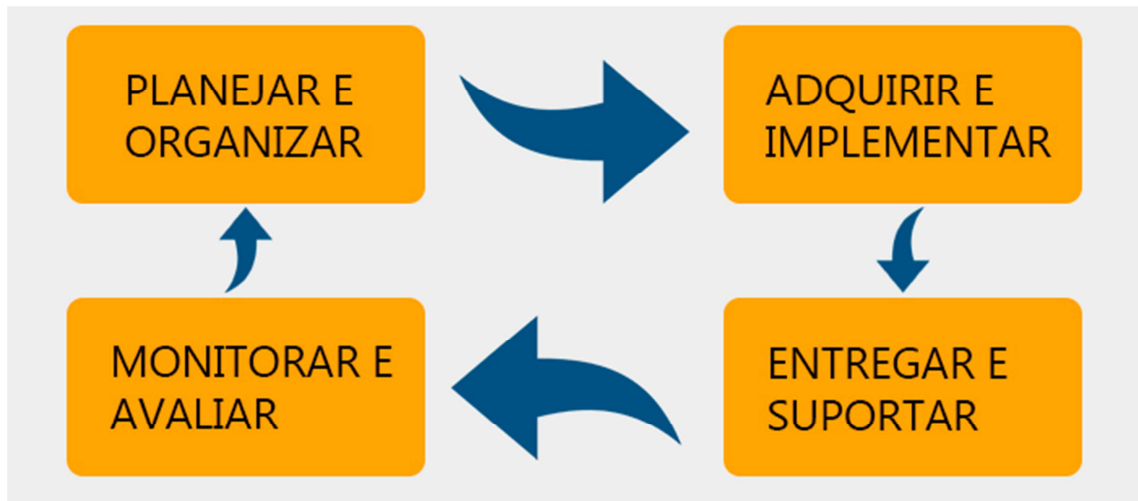 PLANEJAR E
ORGANIZAR
ADQUIRIR E
IMPLEMENTAR
MONITORAR E
AVALIAR
ENTREGAR E
SUPORTAR